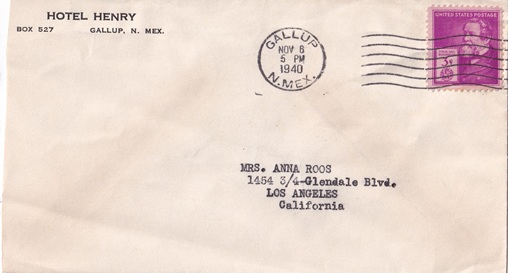 HOTEL HENRY
BOX 527 GALLUP, N. MEX.
GALLUP
NOV 6
5 PM
1940
N. MEX.
UNITED STATES POSTAGE
3¢
MRS. ANNA ROOS
1454 3/4-Glendale Blvd.
LOS ANGELES
California